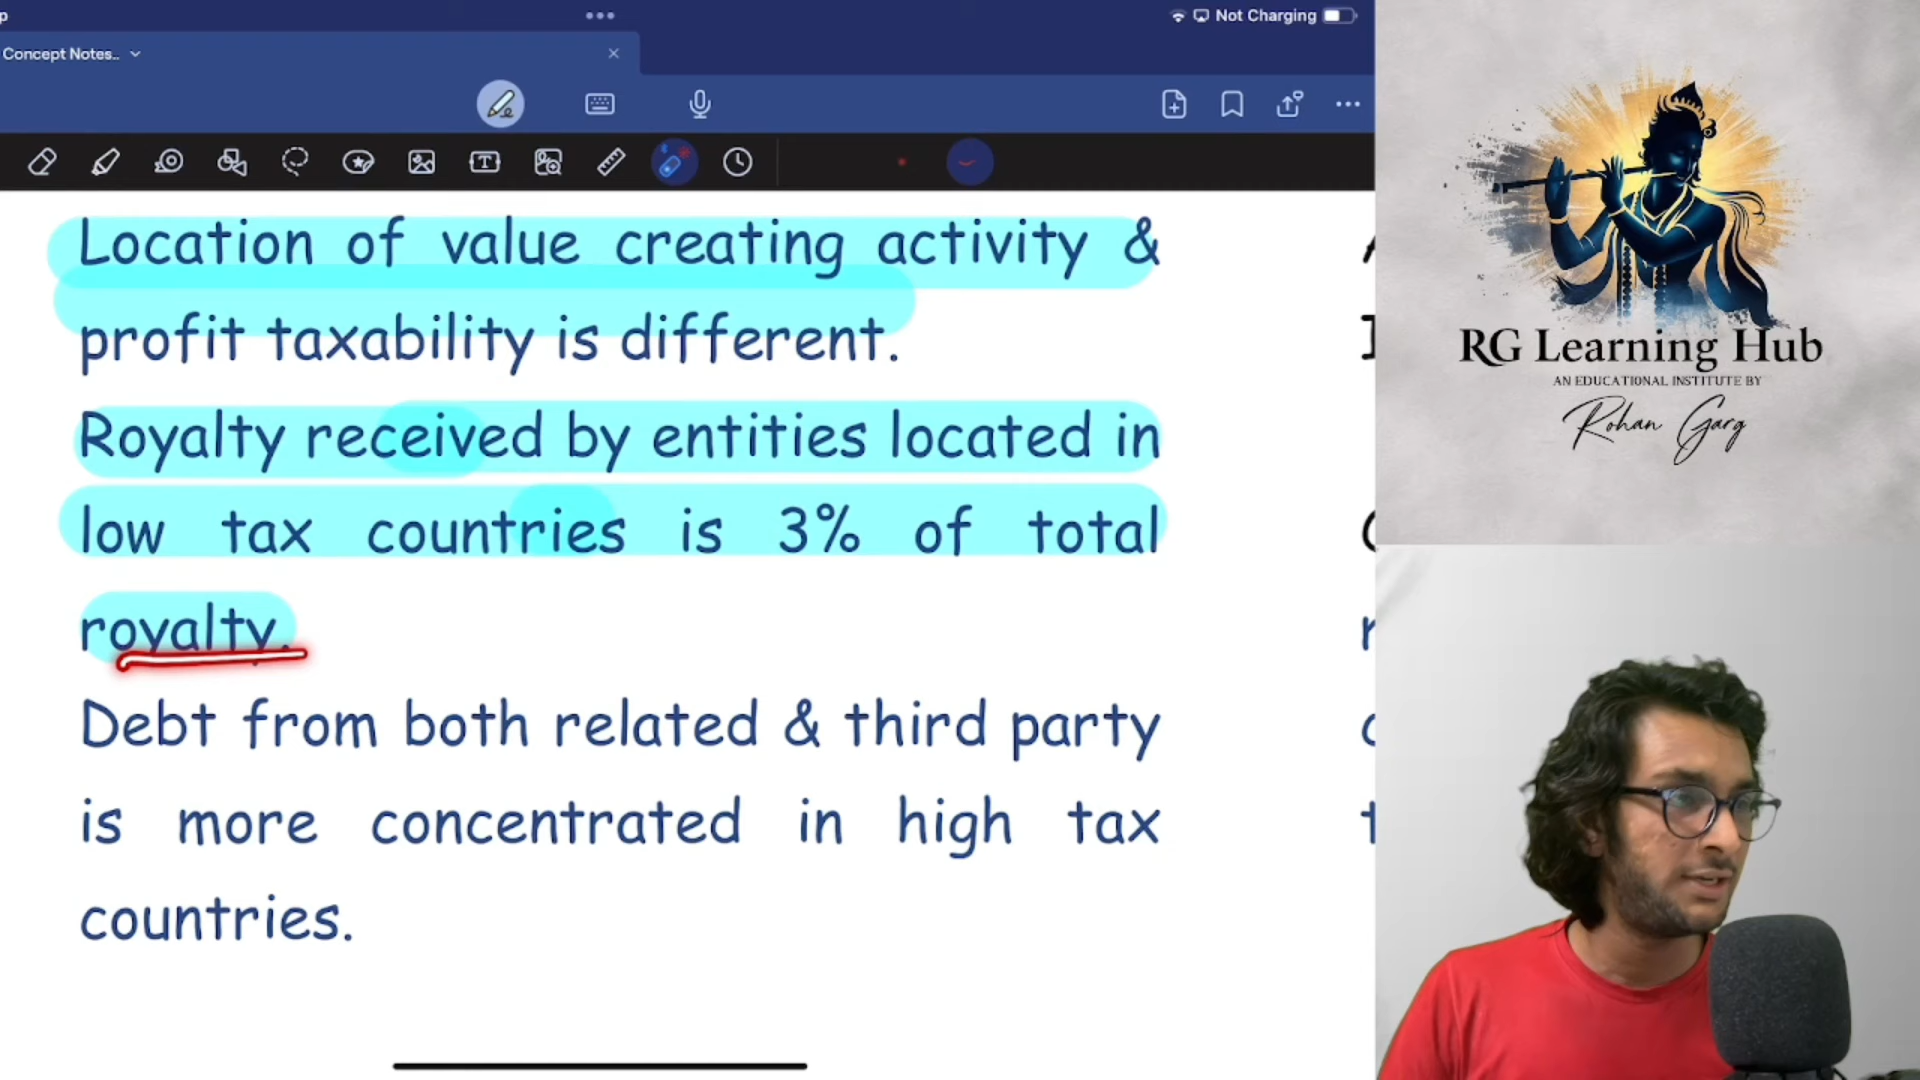 Not Charging
Concept Notes..
Location of value creating activity &
profit taxability is different.
Royalty received by entities located in
low tax countries is 3% of total
royalty.
Debt from both related & third party
is more concentrated in high tax
countries.
RG Learning Hub
AN EDUCATIONAL INSTITUTE BY
Rohan Garg